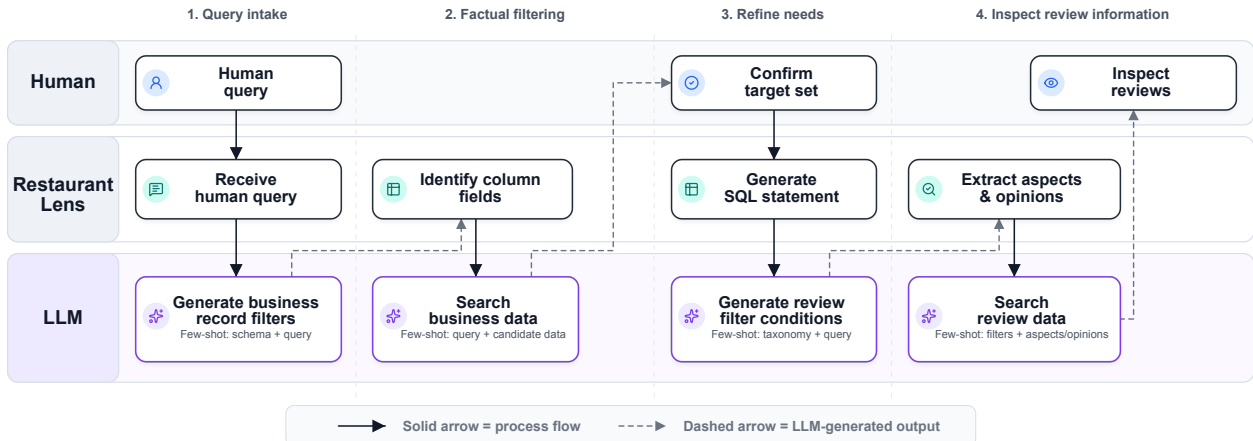 1. Query intake
2. Factual filtering
3. Refine needs
4. Inspect review information
Human
Human
query
Confirm
target set
Inspect
reviews
Restaurant
Lens
Receive
human query
Identify column
fields
Generate
SQL statement
Extract aspects
& opinions
LLM
Generate business
record filters
Few-shot: schema + query
Search
business data
Few-shot: query + candidate data
Generate review
filter conditions
Few-shot: taxonomy + query
Search
review data
Few-shot: filters + aspects/opinions
Solid arrow = process flow
Dashed arrow = LLM-generated output